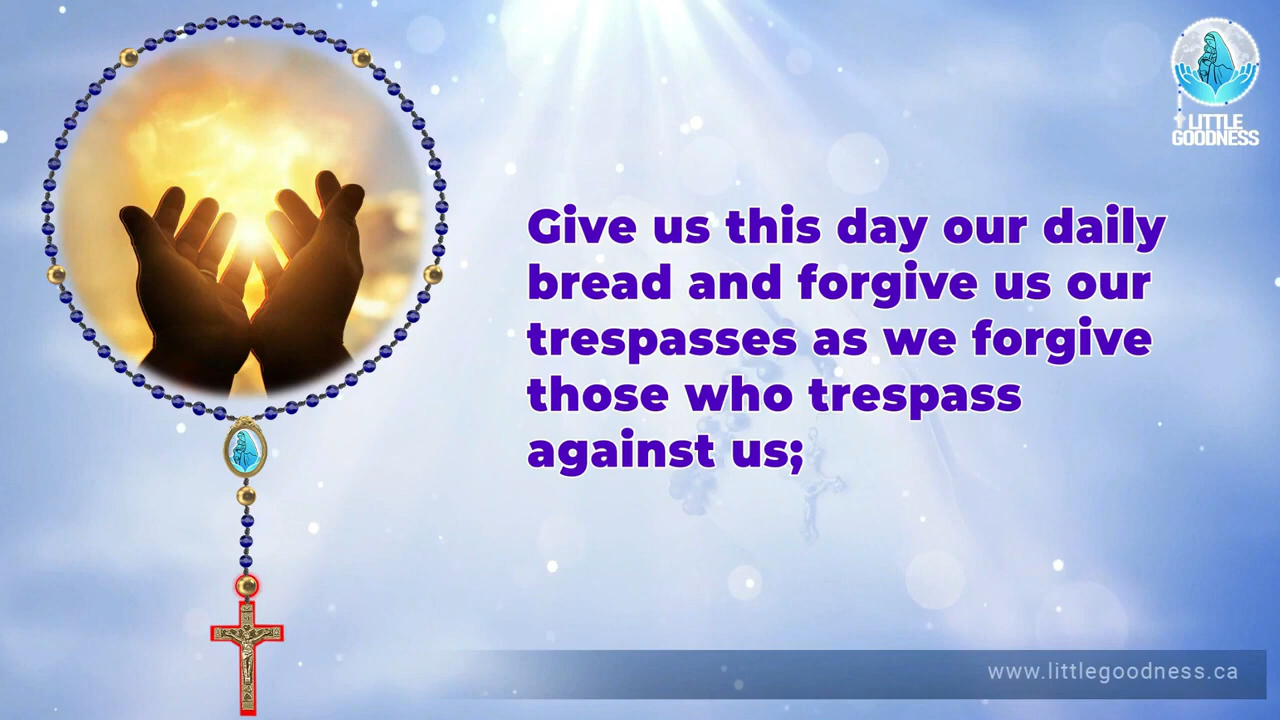 LITTLE
GOODNESS
Give us this day our daily
bread and forgive us our
trespasses as we forgive
those who trespass
against us;
www.littlegoodness.ca